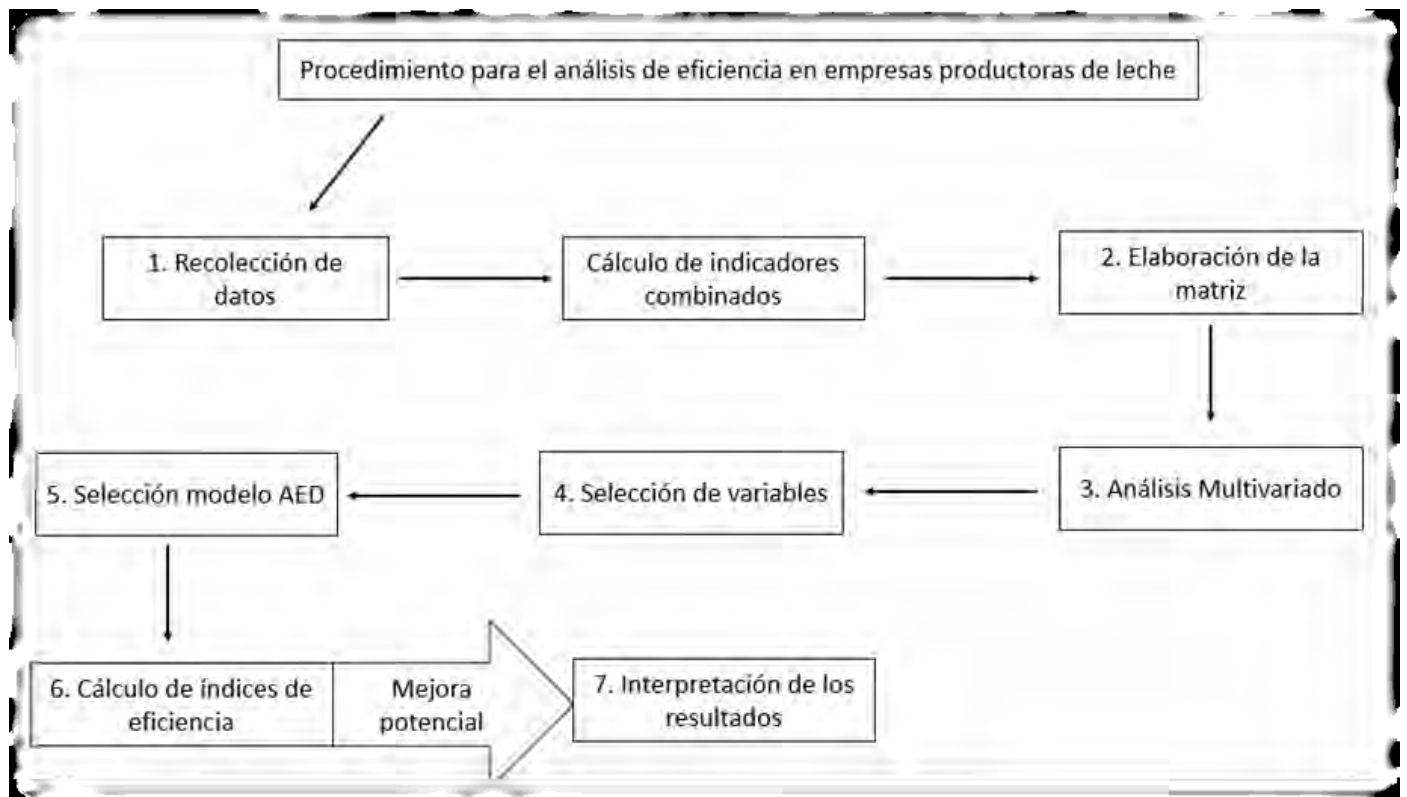 Procedimiento para el análisis de eficiencia en empresas productoras de leche
1. Recolección de
datos
Cálculo de indicadores
combinados
2. Elaboración de la
matriz
3. Análisis Multivariado
4. Selección de variables
5. Selección modelo AED
6. Cálculo de índices de
eficiencia
Mejora
potencial
7. Interpretación de los
resultados